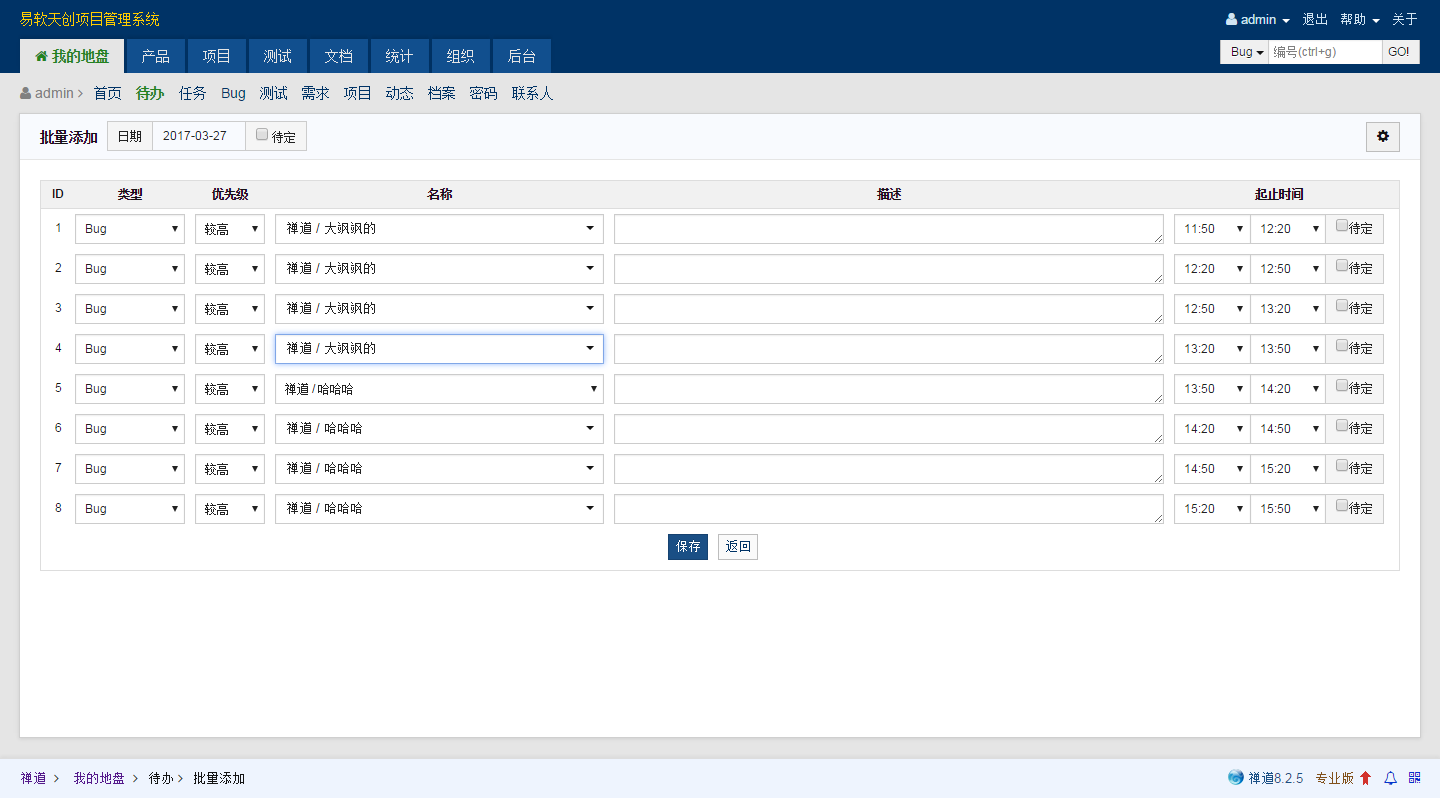 易软天创项目管理系统 admin 退出 帮助 关于
我的地盘 产品 项目 测试 文档 统计 组织 后台 Bug 编号(ctrl+g) GO!
admin 首页 待办 任务 Bug 测试 需求 项目 动态 档案 密码 联系人
批量添加 日期 2017-03-27 待定
ID 类型 优先级 名称 描述 起止时间
1 Bug 较高 禅道 / 大沨沨的 11:50 12:20 待定
2 Bug 较高 禅道 / 大沨沨的 12:20 12:50 待定
3 Bug 较高 禅道 / 大沨沨的 12:50 13:20 待定
4 Bug 较高 禅道 / 大沨沨的 13:20 13:50 待定
5 Bug 较高 禅道 /哈哈哈 13:50 14:20 待定
6 Bug 较高 禅道 / 哈哈哈 14:20 14:50 待定
7 Bug 较高 禅道 / 哈哈哈 14:50 15:20 待定
8 Bug 较高 禅道 / 哈哈哈 15:20 15:50 待定
保存 返回
禅道 > 我的地盘 > 待办 > 批量添加 禅道8.2.5 专业版